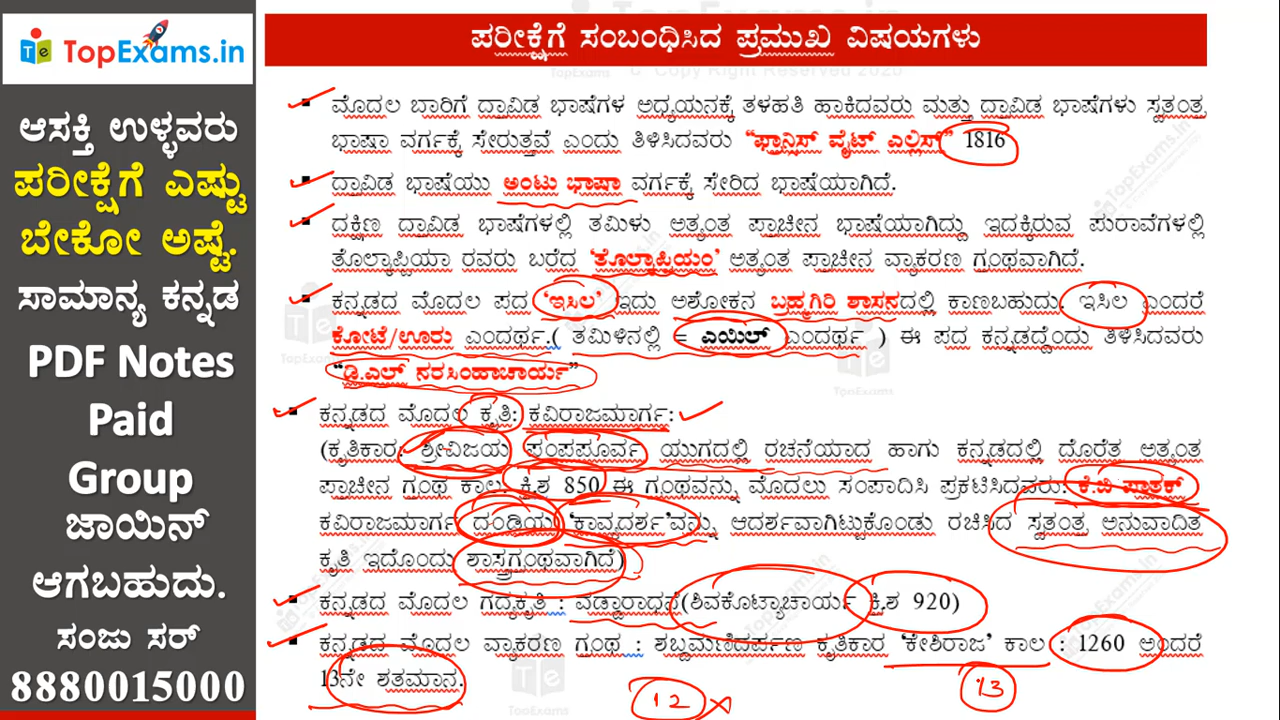 TopExams.in
ಆಸಕ್ತಿ ಉಳ್ಳವರು
ಪರೀಕ್ಷೆಗೆ ಎಷ್ಟು
ಬೇಕೋ ಅಷ್ಟೆ.
ಸಾಮಾನ್ಯ ಕನ್ನಡ
PDF Notes
Paid
Group
ಜಾಯಿನ್
ಆಗಬಹುದು.
ಸಂಜು ಸರ್
8880015000
ಪರೀಕ್ಷೆಗೆ ಸಂಬಂಧಿಸಿದ ಪ್ರಮುಖ ವಿಷಯಗಳು
ಮೊದಲ ಬಾರಿಗೆ ದ್ರಾವಿಡ ಭಾಷೆಗಳ ಅಧ್ಯಯನಕ್ಕೆ ತಳಹತಿ ಹಾಕಿದವರು ಮತ್ತು ದ್ರಾವಿಡ ಭಾಷೆಗಳು ಸ್ವತಂತ್ರ
ಭಾಷಾ ವರ್ಗಕ್ಕೆ ಸೇರುತ್ತವೆ ಎಂದು ತಿಳಿಸಿದವರು "ಫ್ರಾನ್ಸಿಸ್ ವೈಟ್ ಎಲ್ಲಿಸ್" 1816
ದ್ರಾವಿಡ ಭಾಷೆಯು ಅಂಟು ಭಾಷಾ ವರ್ಗಕ್ಕೆ ಸೇರಿದ ಭಾಷೆಯಾಗಿದೆ.
ದಕ್ಷಿಣ ದ್ರಾವಿಡ ಭಾಷೆಗಳಲ್ಲಿ ತಮಿಳು ಅತ್ಯಂತ ಪ್ರಾಚೀನ ಭಾಷೆಯಾಗಿದ್ದು ಇದಕ್ಕಿರುವ ಪುರಾವೆಗಳಲ್ಲಿ
ತೊಲ್ಕಾಪ್ಪಿಯಾ ರವರು ಬರೆದ 'ತೊಲ್ಕಾಪ್ರಿಯಂ' ಅತ್ಯಂತ ಪ್ರಾಚೀನ ವ್ಯಾಕರಣ ಗ್ರಂಥವಾಗಿದೆ.
ಕನ್ನಡದ ಮೊದಲ ಪದ 'ಇಸಿಲ' ಇದು ಅಶೋಕನ ಬ್ರಹ್ಮಗಿರಿ ಶಾಸನದಲ್ಲಿ ಕಾಣಬಹುದು ಇಸಿಲ ಎಂದರೆ
ಕೋಟೆ/ಊರು ಎಂದರ್ಥ.( ತಮಿಳಿನಲ್ಲಿ = ಎಯಿಲ್ ಎಂದರ್ಥ ) ಈ ಪದ ಕನ್ನಡದ್ದೆಂದು ತಿಳಿಸಿದವರು
"ಡಿ.ಎಲ್ ನರಸಿಂಹಾಚಾರ್ಯ"
ಕನ್ನಡದ ಮೊದಲ ಕೃತಿ: ಕವಿರಾಜಮಾರ್ಗ:
(ಕೃತಿಕಾರ: ಶ್ರೀವಿಜಯ ಪಂಪಪೂರ್ವ ಯುಗದಲ್ಲಿ ರಚನೆಯಾದ ಹಾಗು ಕನ್ನಡದಲ್ಲಿ ದೊರೆತ ಅತ್ಯಂತ
ಪ್ರಾಚೀನ ಗ್ರಂಥ ಕಾಲ ಕ್ರಿಶ 850 ಈ ಗ್ರಂಥವನ್ನು ಮೊದಲು ಸಂಪಾದಿಸಿ ಪ್ರಕಟಿಸಿದವರು. ಕೆ.ಬಿ ಪಾಠಕ್
ಕವಿರಾಜಮಾರ್ಗ ದಂಡಿಯ 'ಕಾವ್ಯದರ್ಶ'ವನ್ನು ಆದರ್ಶವಾಗಿಟ್ಟುಕೊಂಡು ರಚಿಸಿದ ಸ್ವತಂತ್ರ ಅನುವಾದಿತ
ಕೃತಿ ಇದೊಂದು ಶಾಸ್ತ್ರಗ್ರಂಥವಾಗಿದೆ)
ಕನ್ನಡದ ಮೊದಲ ಗದ್ಯಕೃತಿ : ವಡ್ಡಾರಾಧನೆ(ಶಿವಕೊಟ್ಯಾಚಾರ್ಯ ಕ್ರಿಶ 920)
ಕನ್ನಡದ ಮೊದಲ ವ್ಯಾಕರಣ ಗ್ರಂಥ : ಶಬ್ದಮಣಿದರ್ಪಣ ಕೃತಿಕಾರ 'ಕೇಶಿರಾಜ' ಕಾಲ : 1260 ಅಂದರೆ
13ನೇ ಶತಮಾನ.
12 × 13